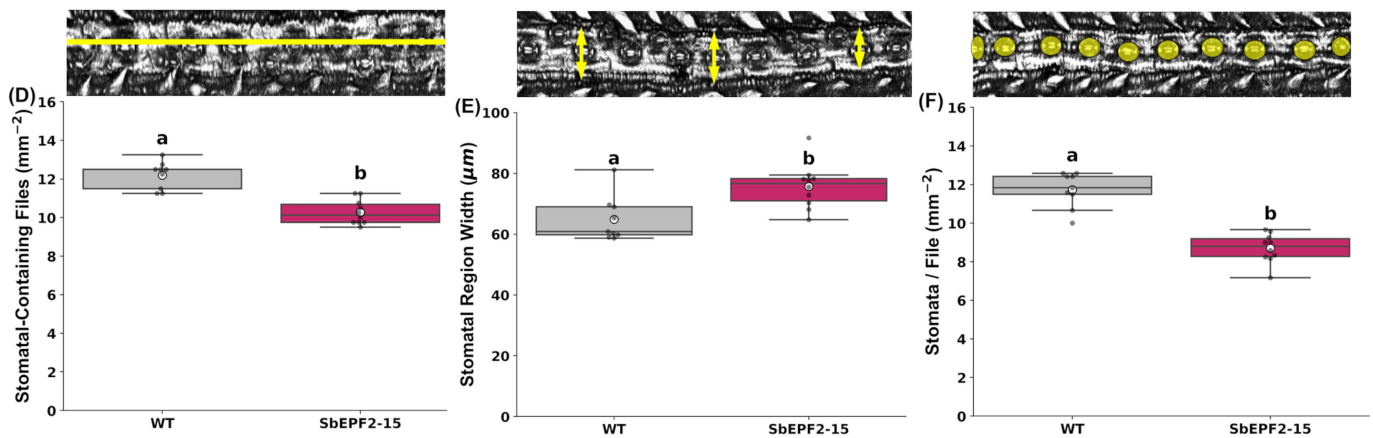 (D)
Stomatal-Containing Files (mm⁻²)
16
14
12
10
8
6
4
2
0
a
b
WT
SbEPF2-15
(E)
Stomatal Region Width (μm)
100
80
60
40
20
0
a
b
WT
SbEPF2-15
(F)
Stomata / File (mm⁻²)
16
14
12
10
8
6
4
2
0
a
b
WT
SbEPF2-15